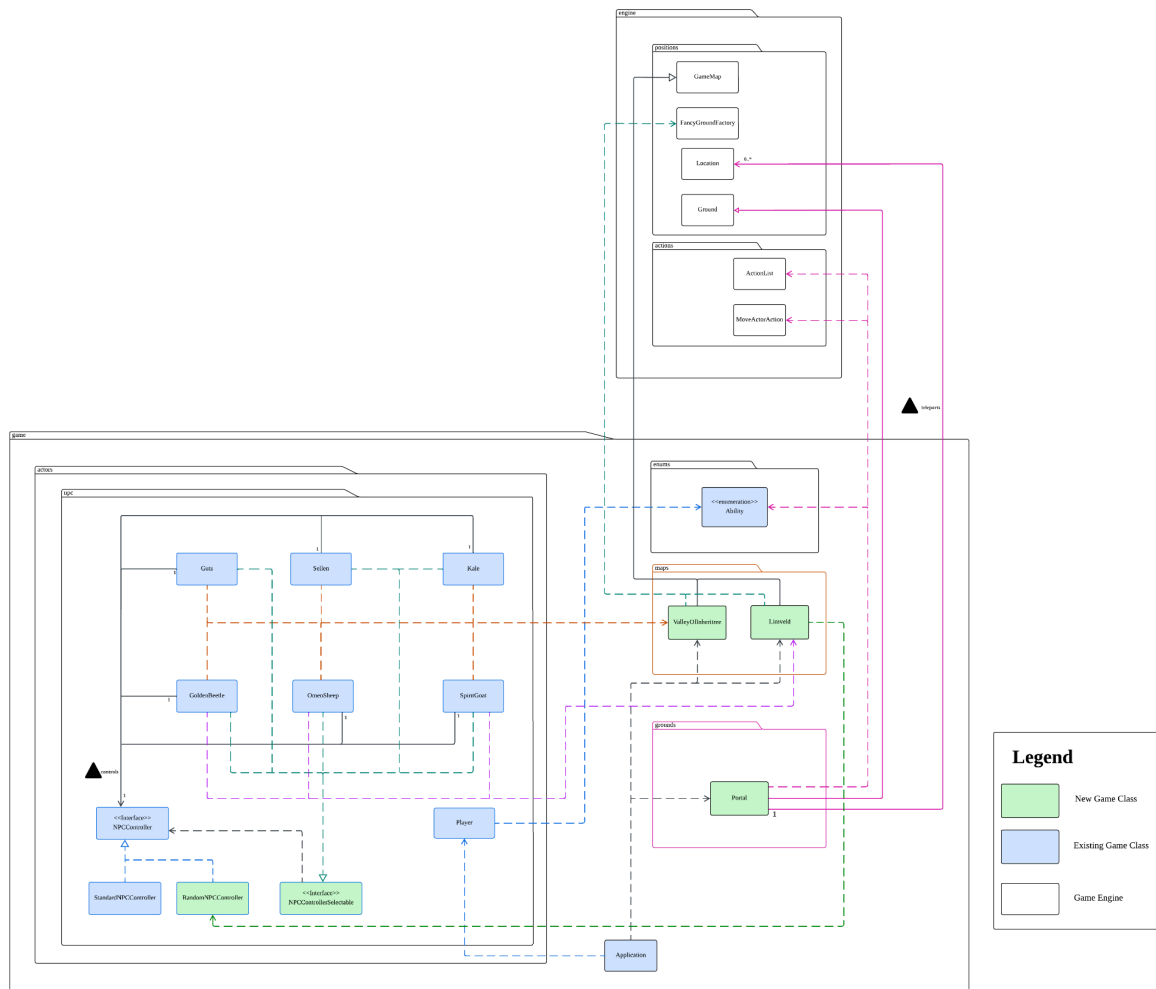 engine
positions
GameMap
FancyGroundFactory
Location
0..*
Ground
actions
ActionList
MoveActorAction
teleports
game
actors
npc
enums
<<enumeration>>
Ability
1
1
Guts
1
Sellen
Kale
maps
ValleyOfInheritree
Limveld
GoldenBeetle
1
OmenSheep
1
SpiritGoat
1
grounds
Portal
1
controls
1
<<Interface>>
NPCController
Player
StandardNPCController
RandomNPCController
<<Interface>>
NPCControllerSelectable
Application
Legend
New Game Class
Existing Game Class
Game Engine